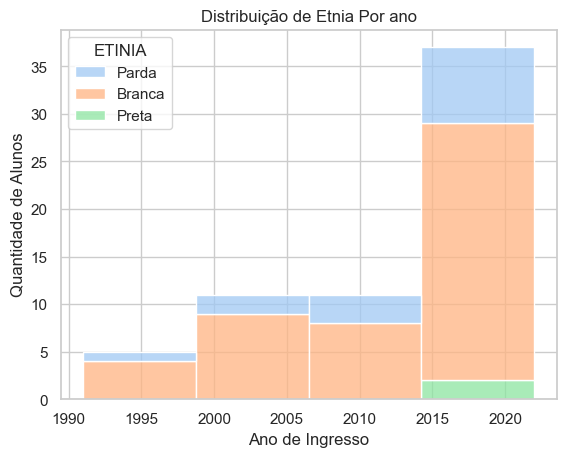 Distribuição de Etnia Por ano
ETINIA
Parda
Branca
Preta
Quantidade de Alunos
35
30
25
20
15
10
5
0
1990 1995 2000 2005 2010 2015 2020
Ano de Ingresso